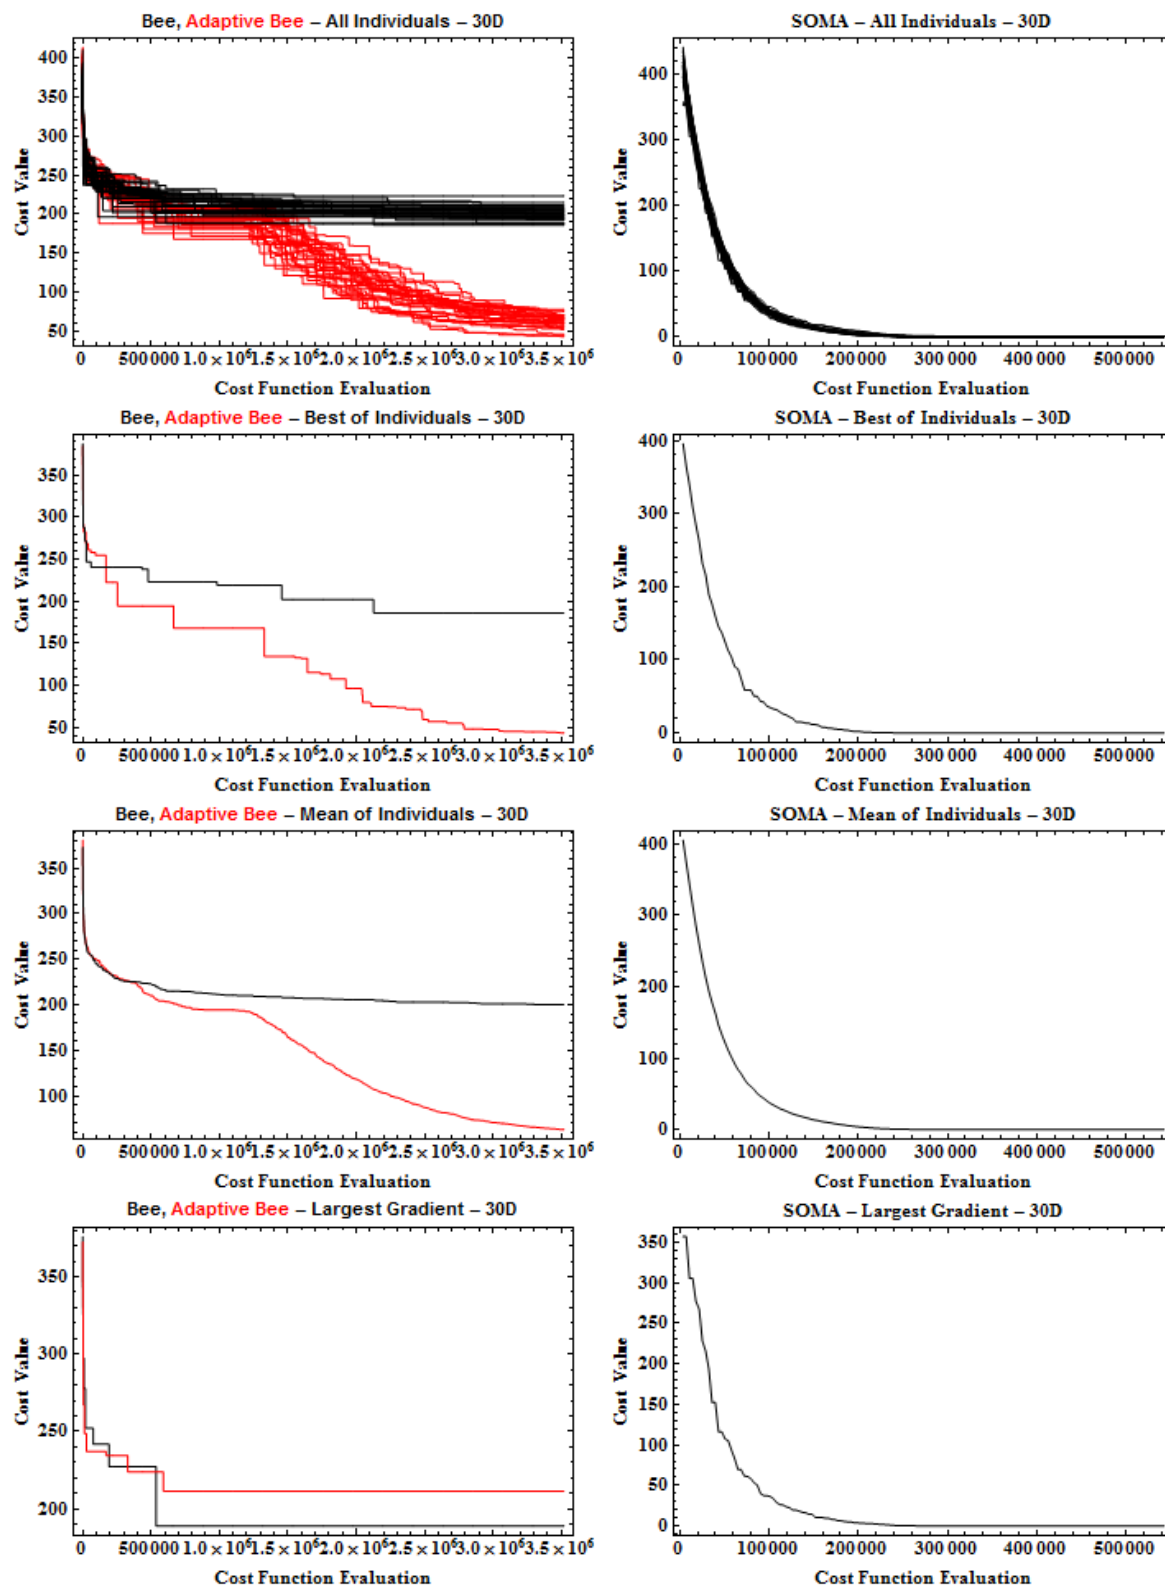 Bee, Adaptive Bee – All Individuals – 30D
400
350
300
250
200
150
100
50
Cost Value
0 500000 1.0×10⁶ 1.5×10⁶ 2.0×10⁶ 2.5×10⁶ 3.0×10⁶ 3.5×10⁶
Cost Function Evaluation
SOMA – All Individuals – 30D
400
300
200
100
0
Cost Value
0 100000 200000 300000 400000 500000
Cost Function Evaluation
Bee, Adaptive Bee – Best of Individuals – 30D
350
300
250
200
150
100
50
Cost Value
0 500000 1.0×10⁶ 1.5×10⁶ 2.0×10⁶ 2.5×10⁶ 3.0×10⁶ 3.5×10⁶
Cost Function Evaluation
SOMA – Best of Individuals – 30D
400
300
200
100
0
Cost Value
0 100000 200000 300000 400000 500000
Cost Function Evaluation
Bee, Adaptive Bee – Mean of Individuals – 30D
350
300
250
200
150
100
Cost Value
0 500000 1.0×10⁶ 1.5×10⁶ 2.0×10⁶ 2.5×10⁶ 3.0×10⁶ 3.5×10⁶
Cost Function Evaluation
SOMA – Mean of Individuals – 30D
400
300
200
100
0
Cost Value
0 100000 200000 300000 400000 500000
Cost Function Evaluation
Bee, Adaptive Bee – Largest Gradient – 30D
350
300
250
200
Cost Value
0 500000 1.0×10⁶ 1.5×10⁶ 2.0×10⁶ 2.5×10⁶ 3.0×10⁶ 3.5×10⁶
Cost Function Evaluation
SOMA – Largest Gradient – 30D
350
300
250
200
150
100
50
0
Cost Value
0 100000 200000 300000 400000 500000
Cost Function Evaluation